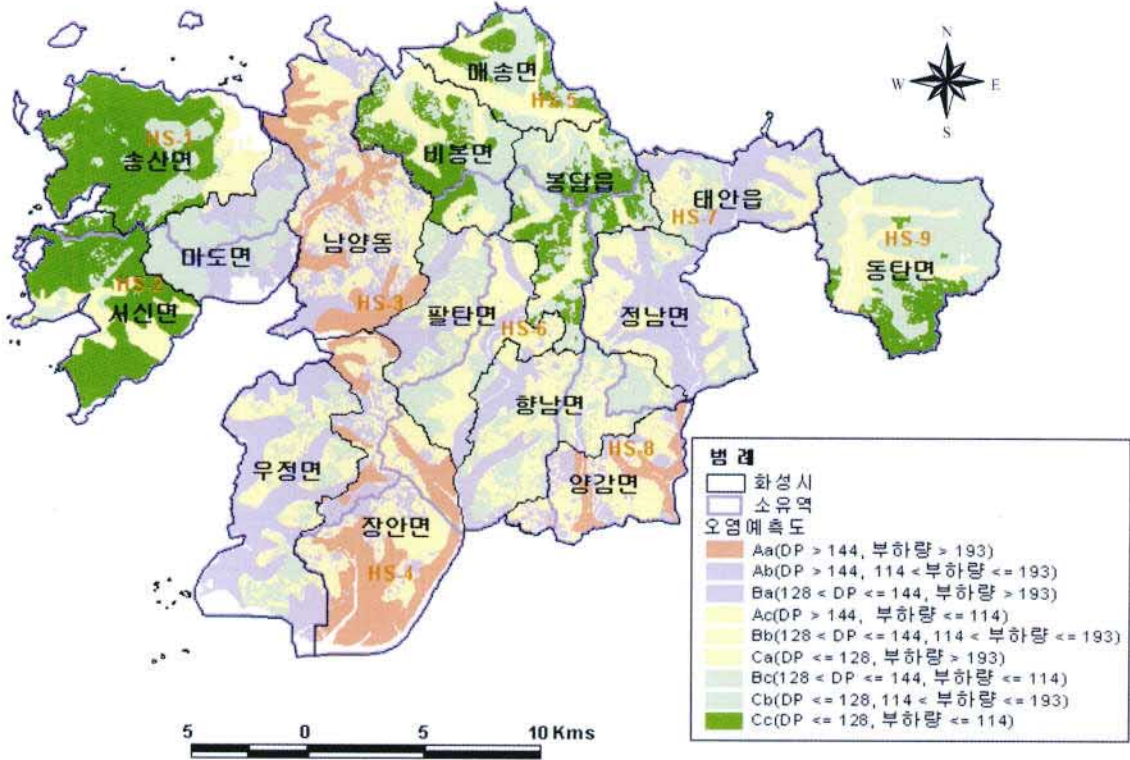 N
W E
S
매송면
HS-5
HS-1
송산면
비봉면
봉담읍
태안읍
HS-7
HS-9
동탄면
마도면
남양동
HS-2
서신면
HS-3
팔탄면
HS-6
정남면
향남면
우정면
HS-8
양감면
장안면
HS-4
범례
화성시
소유역
오염예측도
Aa(DP > 144, 부하량 > 193)
Ab(DP > 144, 114 < 부하량 <= 193)
Ba(128 < DP <= 144, 부하량 > 193)
Ac(DP > 144, 부하량 <= 114)
Bb(128 < DP <= 144, 114 < 부하량 <= 193)
Ca(DP <= 128, 부하량 > 193)
Bc(128 < DP <= 144, 부하량 <= 114)
Cb(DP <= 128, 114 < 부하량 <= 193)
Cc(DP <= 128, 부하량 <= 114)
5 0 5 10 Kms